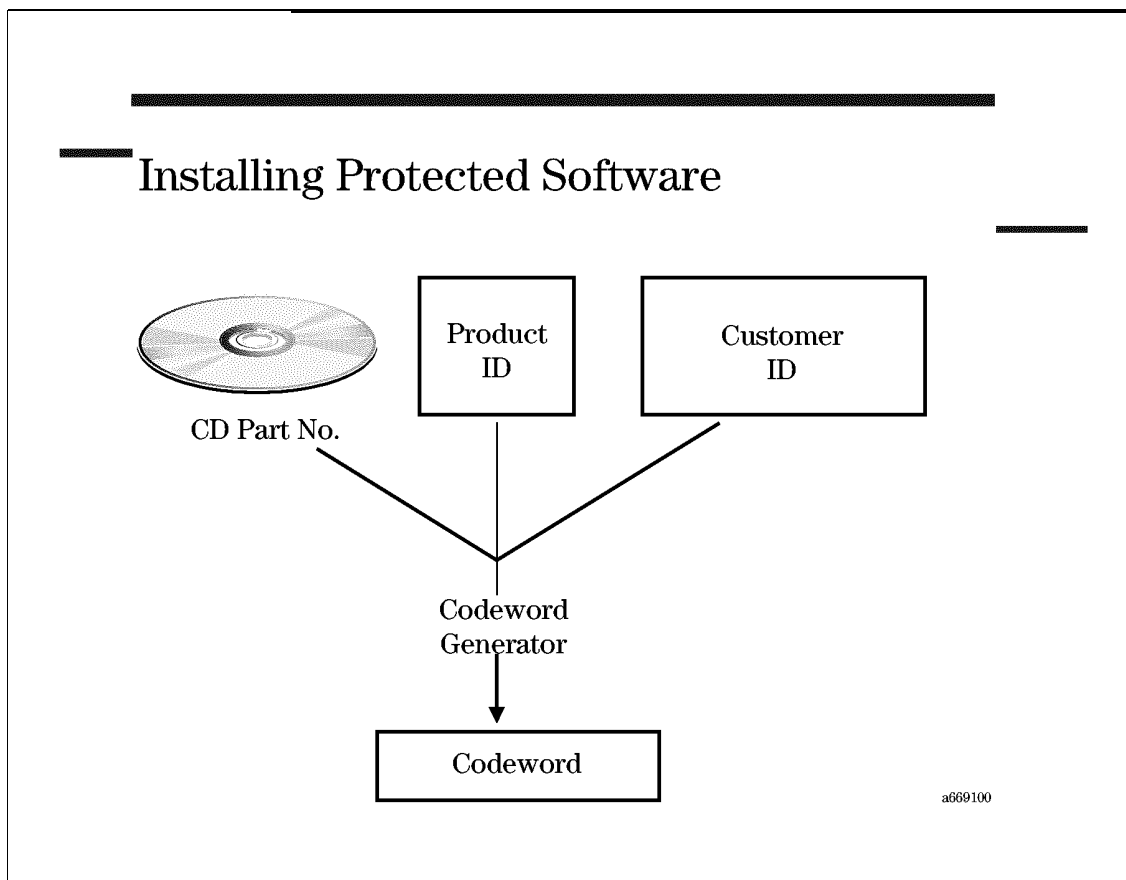 Installing Protected Software
Product
ID
Customer
ID
CD Part No.
Codeword
Generator
Codeword
a669100